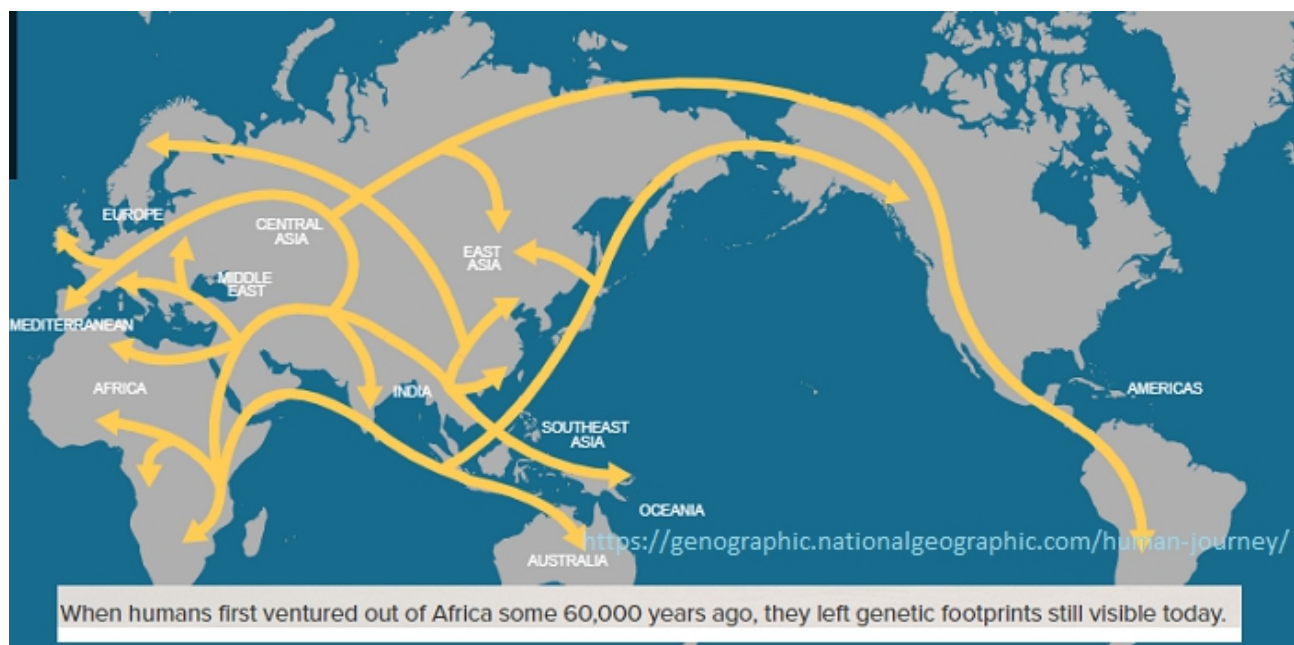 EUROPE
CENTRAL
ASIA
EAST
ASIA
MIDDLE
EAST
MEDITERRANEAN
AFRICA
INDIA
AMERICAS
SOUTHEAST
ASIA
OCEANIA
https://genographic.nationalgeographic.com/human-journey/
AUSTRALIA
When humans first ventured out of Africa some 60,000 years ago, they left genetic footprints still visible today.